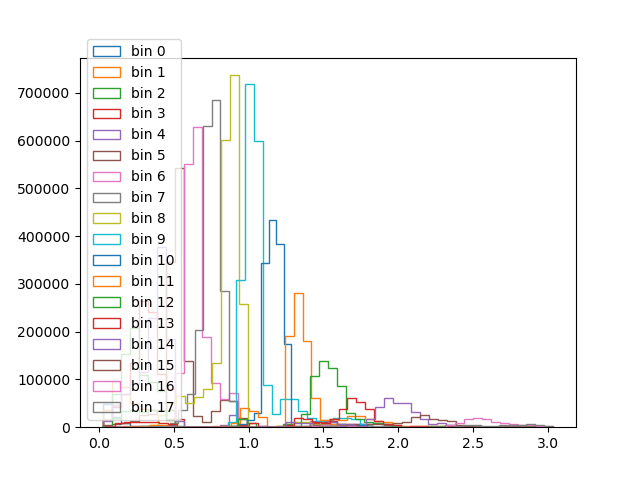 bin 0
bin 1
bin 2
bin 3
bin 4
bin 5
bin 6
bin 7
bin 8
bin 9
bin 10
bin 11
bin 12
bin 13
bin 14
bin 15
bin 16
bin 17
700000
600000
500000
400000
300000
200000
100000
0
0.0 0.5 1.0 1.5 2.0 2.5 3.0